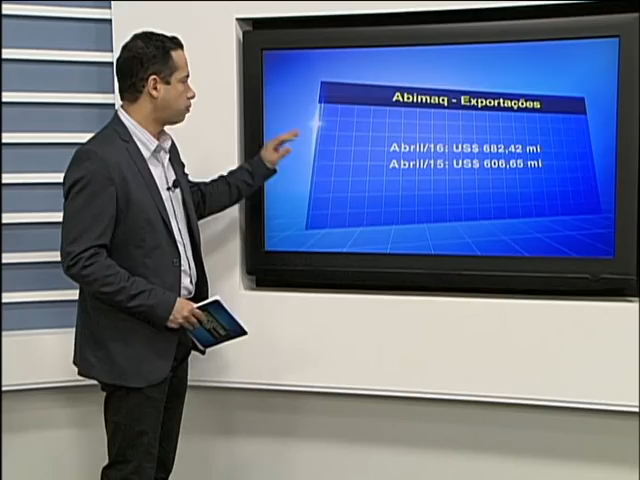 Abimaq - Exportações
Abril/16: US$ 682,42 mi
Abril/15: US$ 606,65 mi